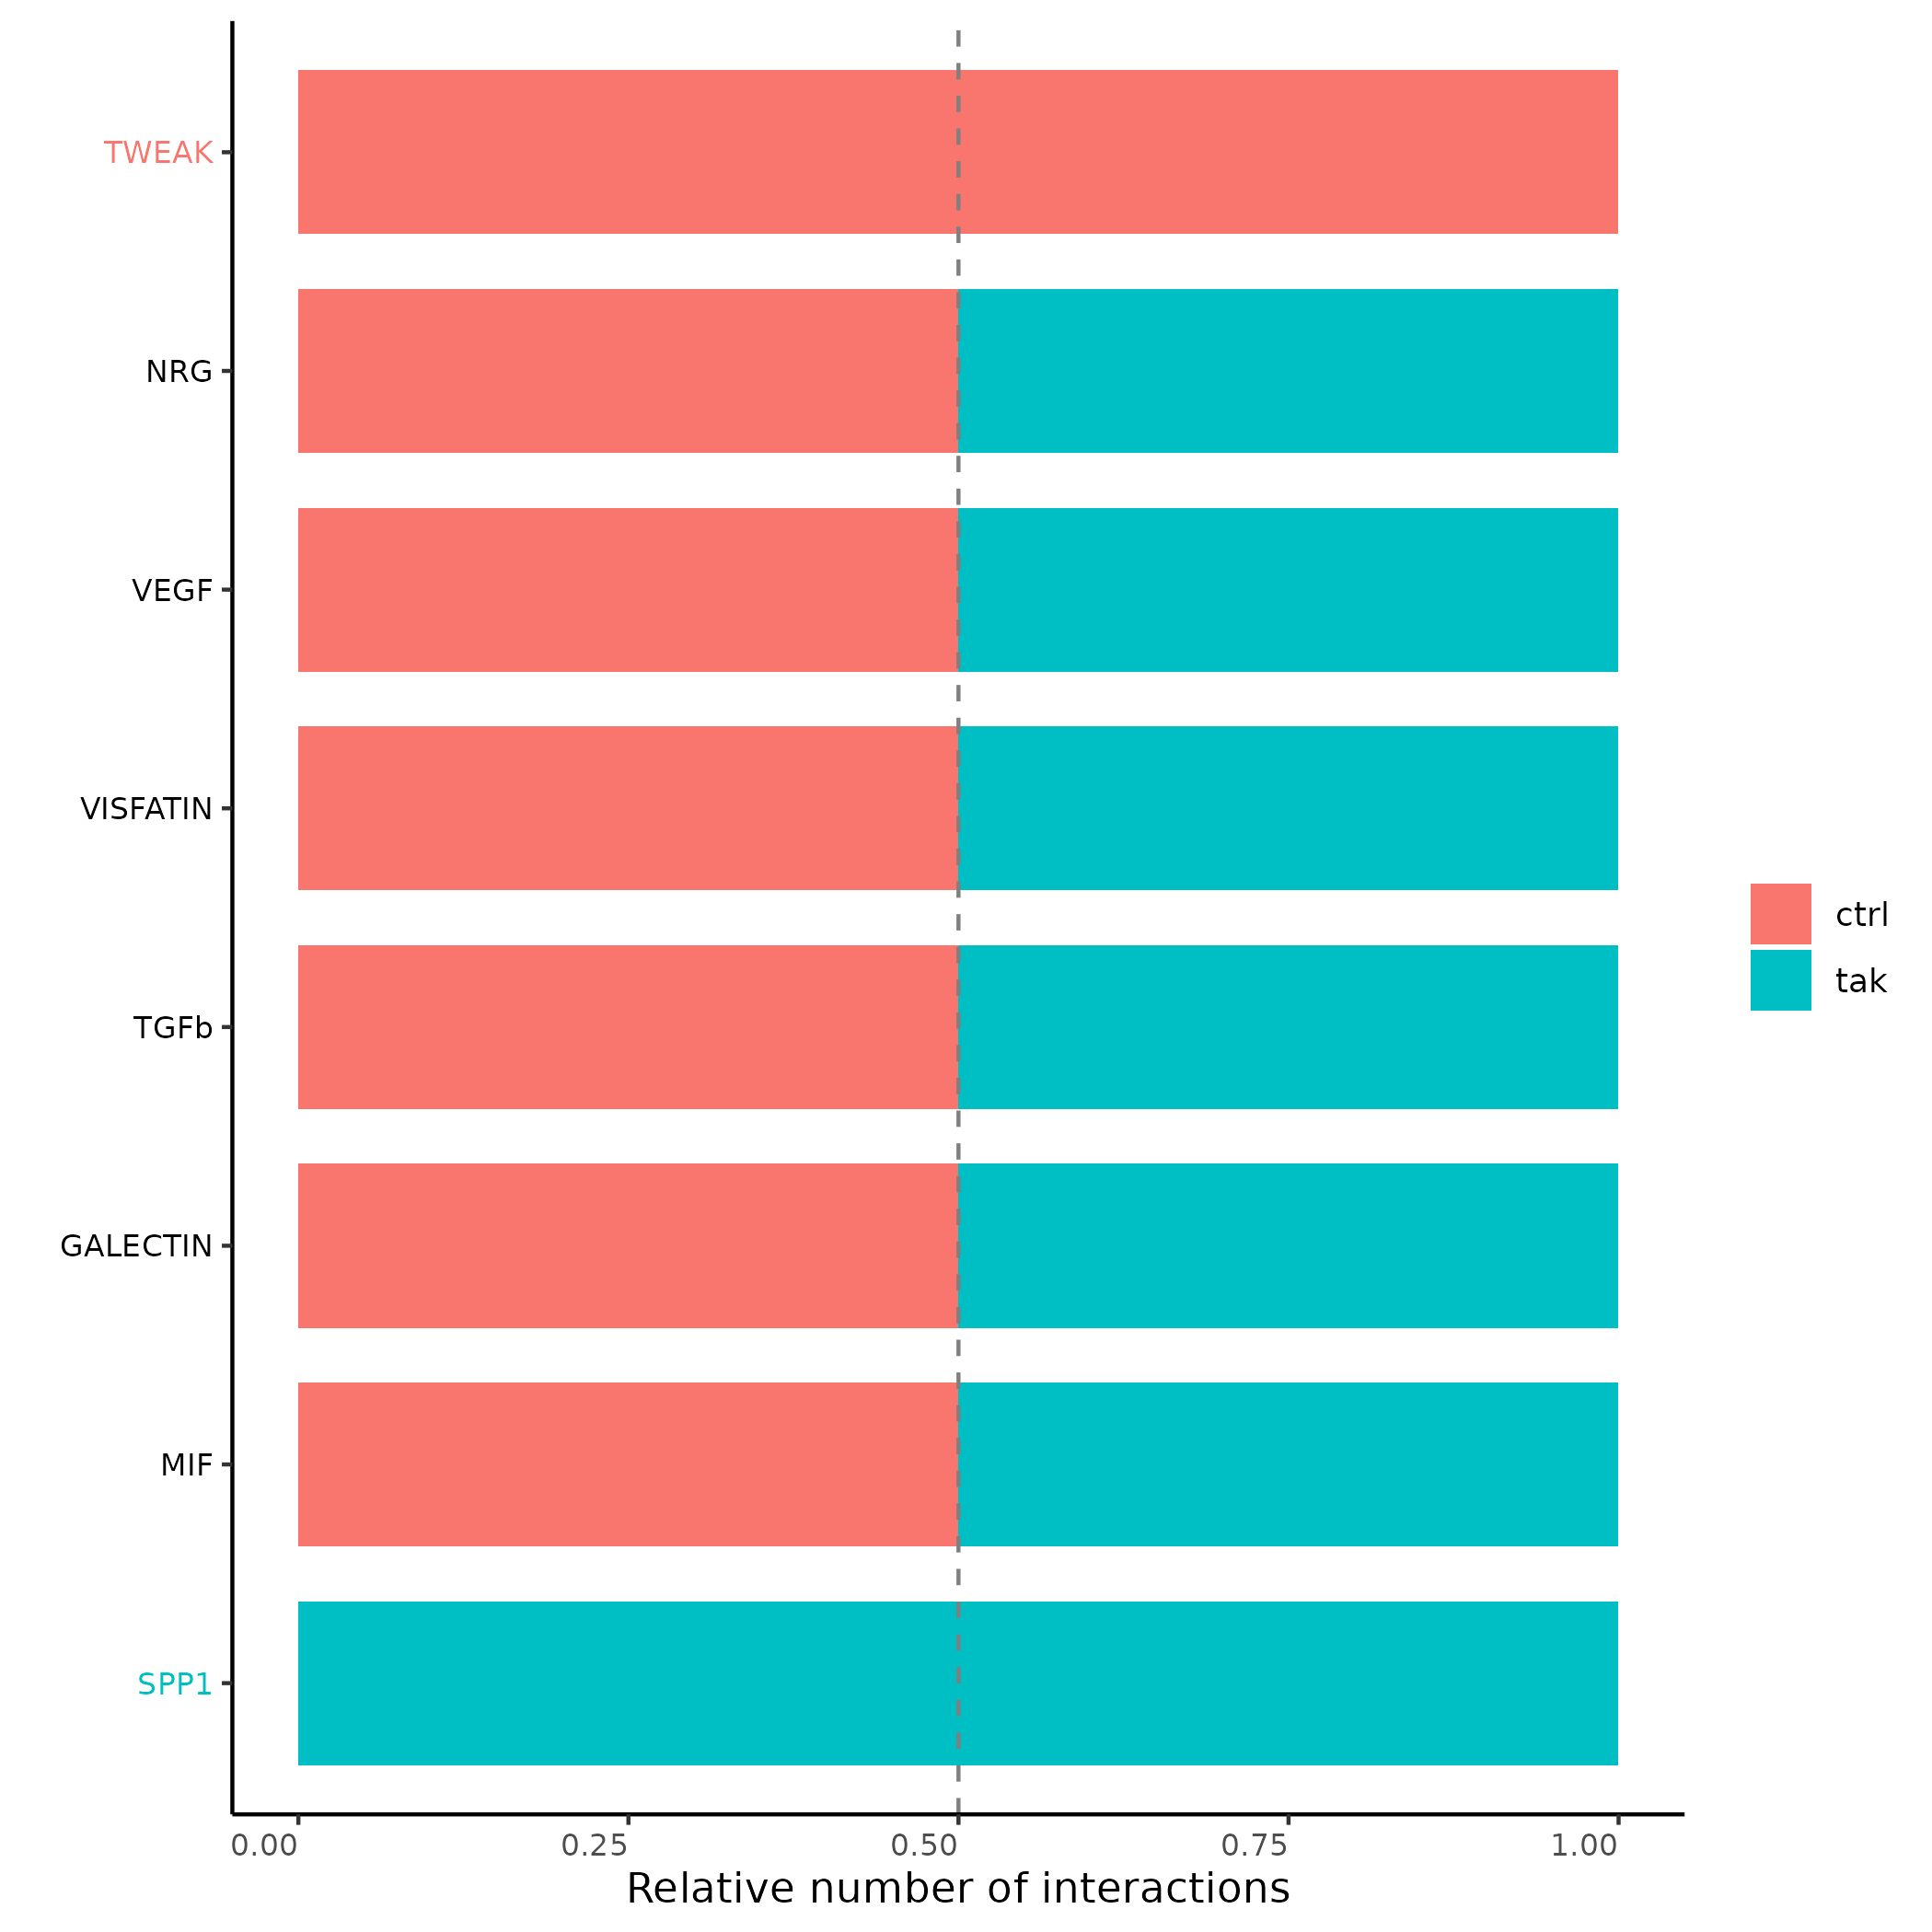 TWEAK
NRG
VEGF
VISFATIN
TGFb
GALECTIN
MIF
SPP1
ctrl
tak
0.00 0.25 0.50 0.75 1.00
Relative number of interactions